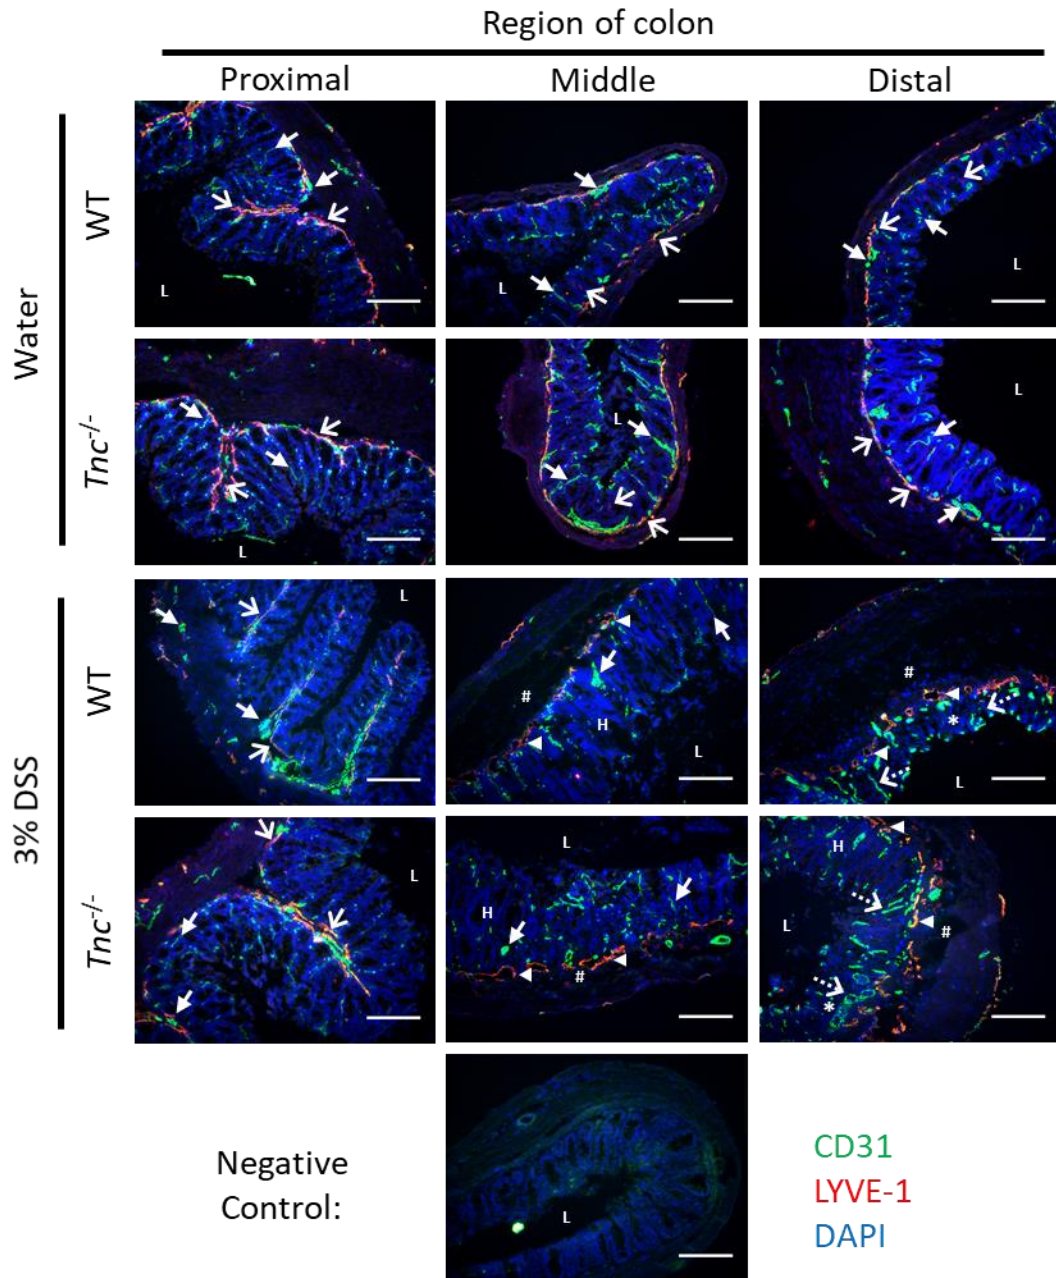 Region of colon
Proximal Middle Distal
Water
WT
L
L
L
Tnc-/-
L
L
L
3% DSS
WT
L
#
H
L
#
*
L
Tnc-/-
L
L
H
#
H
L
#
*
Negative
Control:
L
CD31
LYVE-1
DAPI